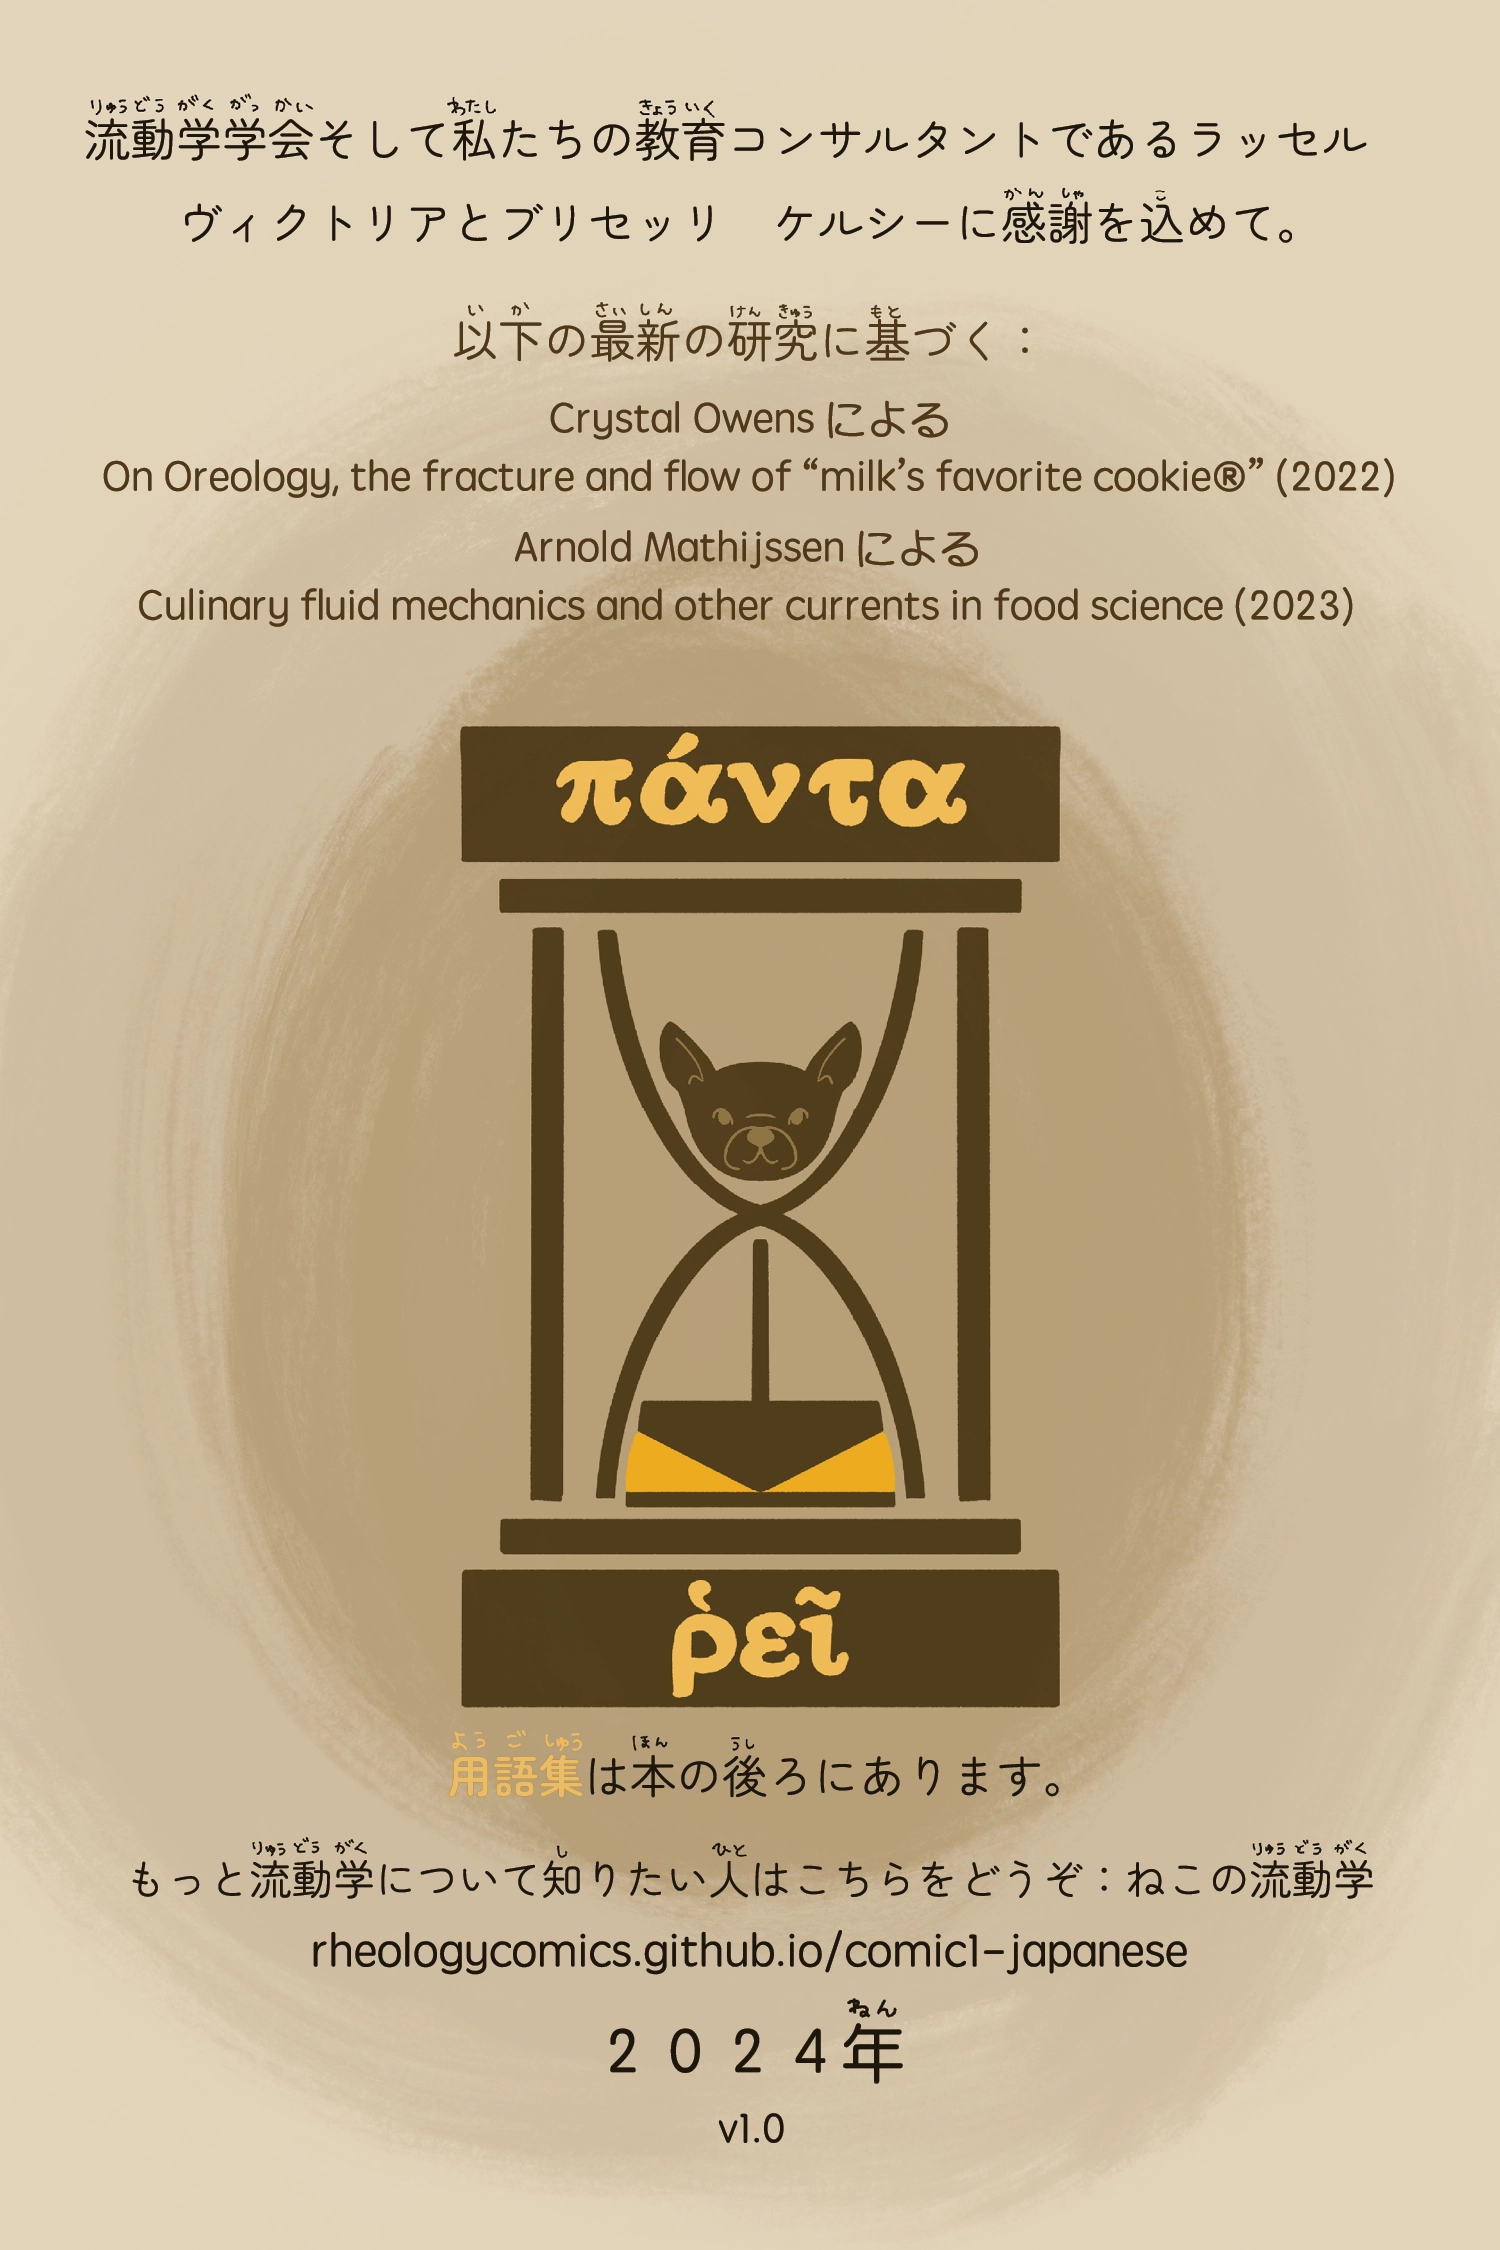 流動学学会そして私たちの教育コンサルタントであるラッセル
ヴィクトリアとブリセッリ　ケルシーに感謝を込めて。
以下の最新の研究に基づく：
Crystal Owens による
On Oreology, the fracture and flow of “milk’s favorite cookie®” (2022)
Arnold Mathijssen による
Culinary fluid mechanics and other currents in food science (2023)
πάντα
ῥεῖ
用語集は本の後ろにあります。
もっと流動学について知りたい人はこちらをどうぞ：ねこの流動学
rheologycomics.github.io/comic1-japanese
２０２４年
v1.0